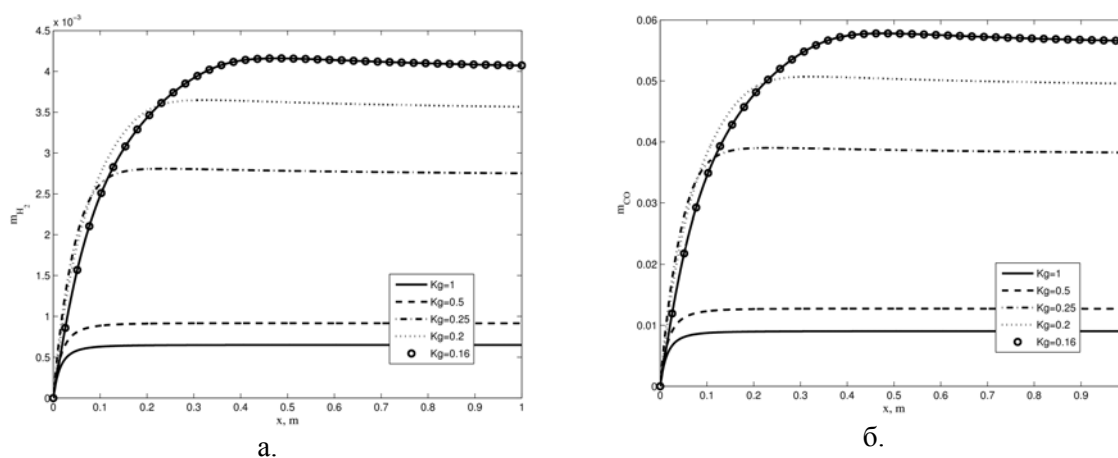 × 10⁻³
4.5
4
3.5
3
2.5
2
1.5
1
0.5
0
m_H₂
0 0.1 0.2 0.3 0.4 0.5 0.6 0.7 0.8 0.9 1
x, m
Kg=1
Kg=0.5
Kg=0.25
Kg=0.2
Kg=0.16
а.
0.06
0.05
0.04
0.03
0.02
0.01
0
m_CO
0 0.1 0.2 0.3 0.4 0.5 0.6 0.7 0.8 0.9
x, m
Kg=1
Kg=0.5
Kg=0.25
Kg=0.2
Kg=0.16
б.